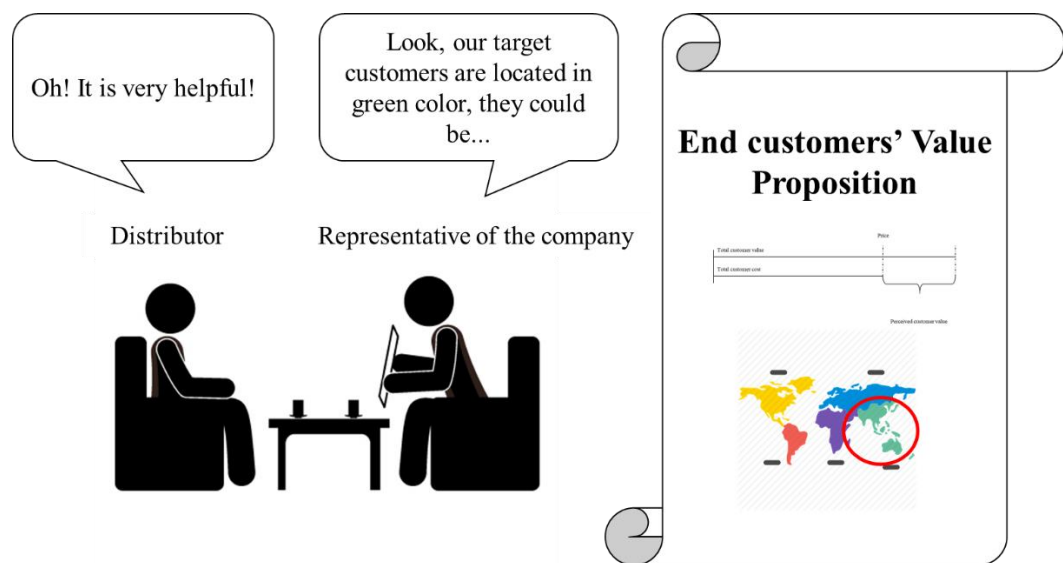 Oh! It is very helpful!
Look, our target
customers are located in
green color, they could
be...
Distributor
Representative of the company
End customers’ Value
Proposition
Price
Total customer value
Total customer cost
Perceived customer value